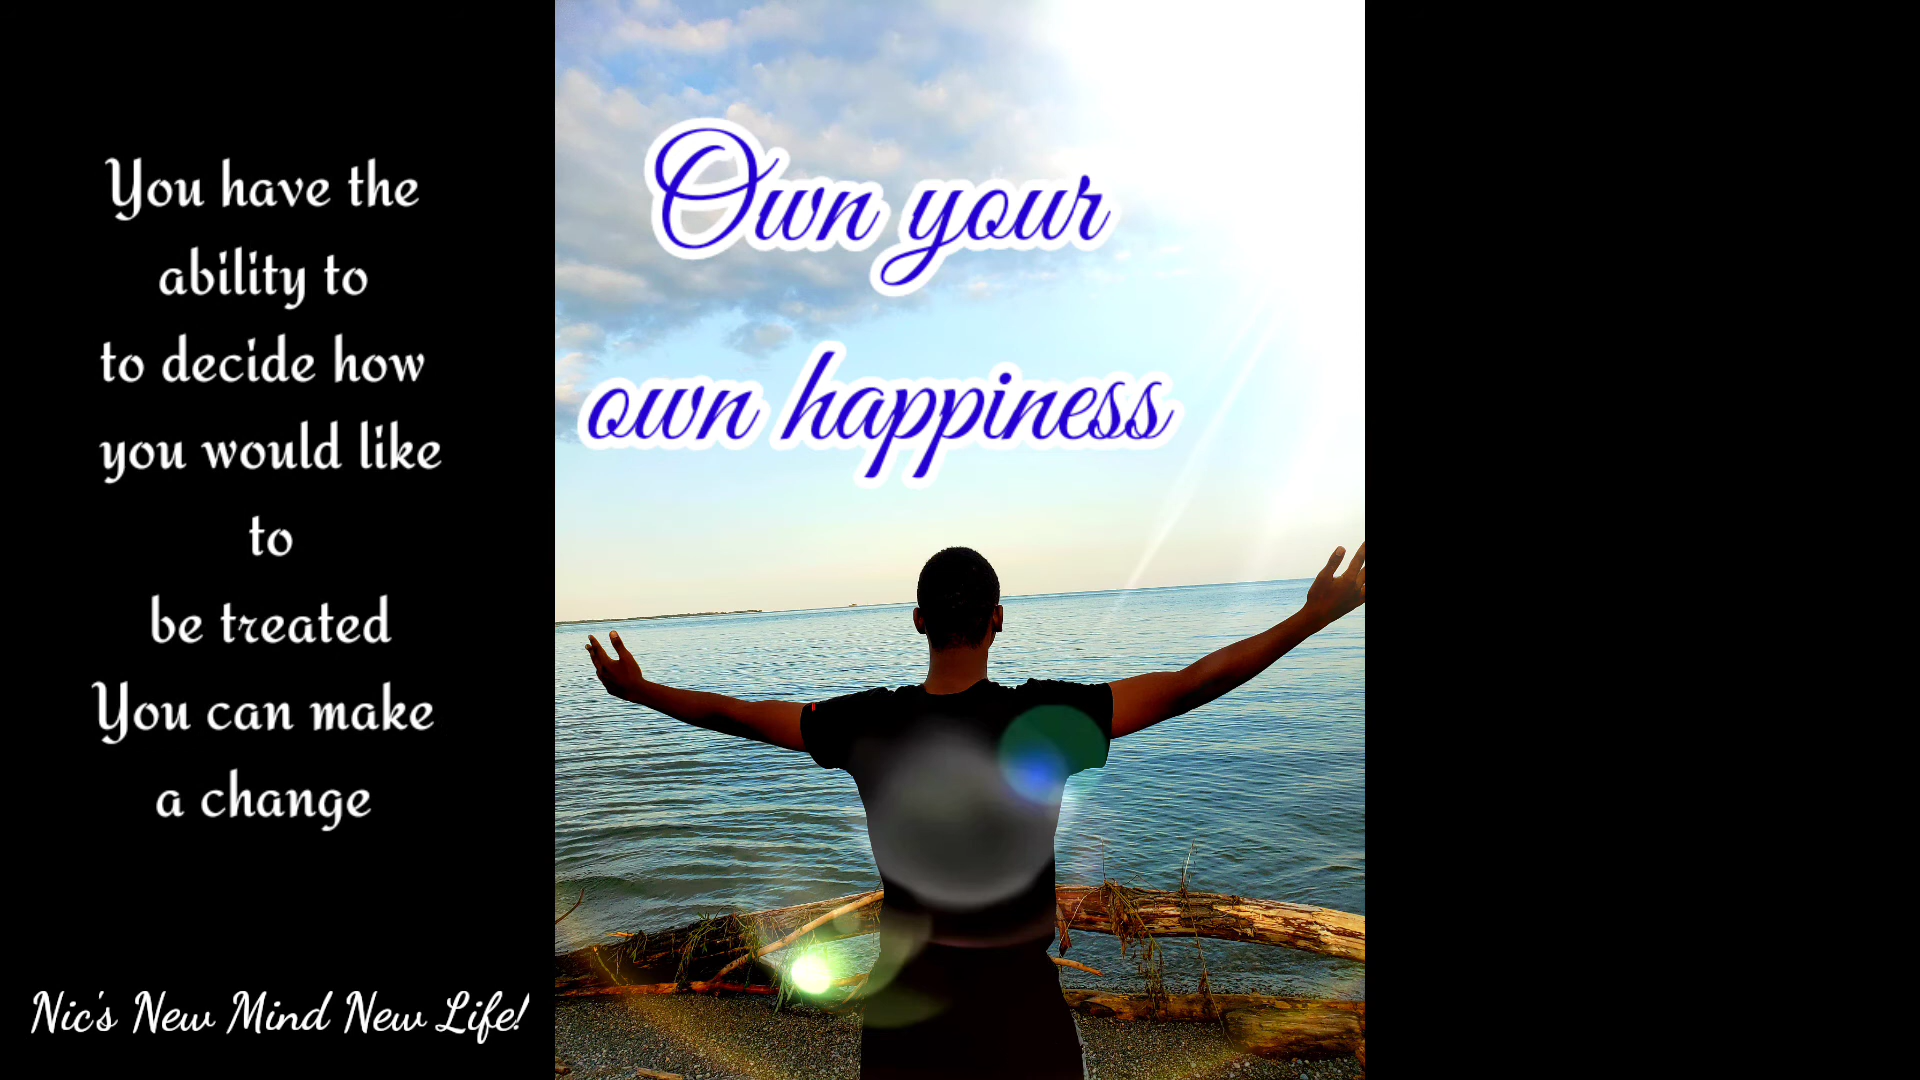 You have the
ability to
to decide how
you would like
to
be treated
You can make
a change
Nic's New Mind New Life!
Own your
own happiness